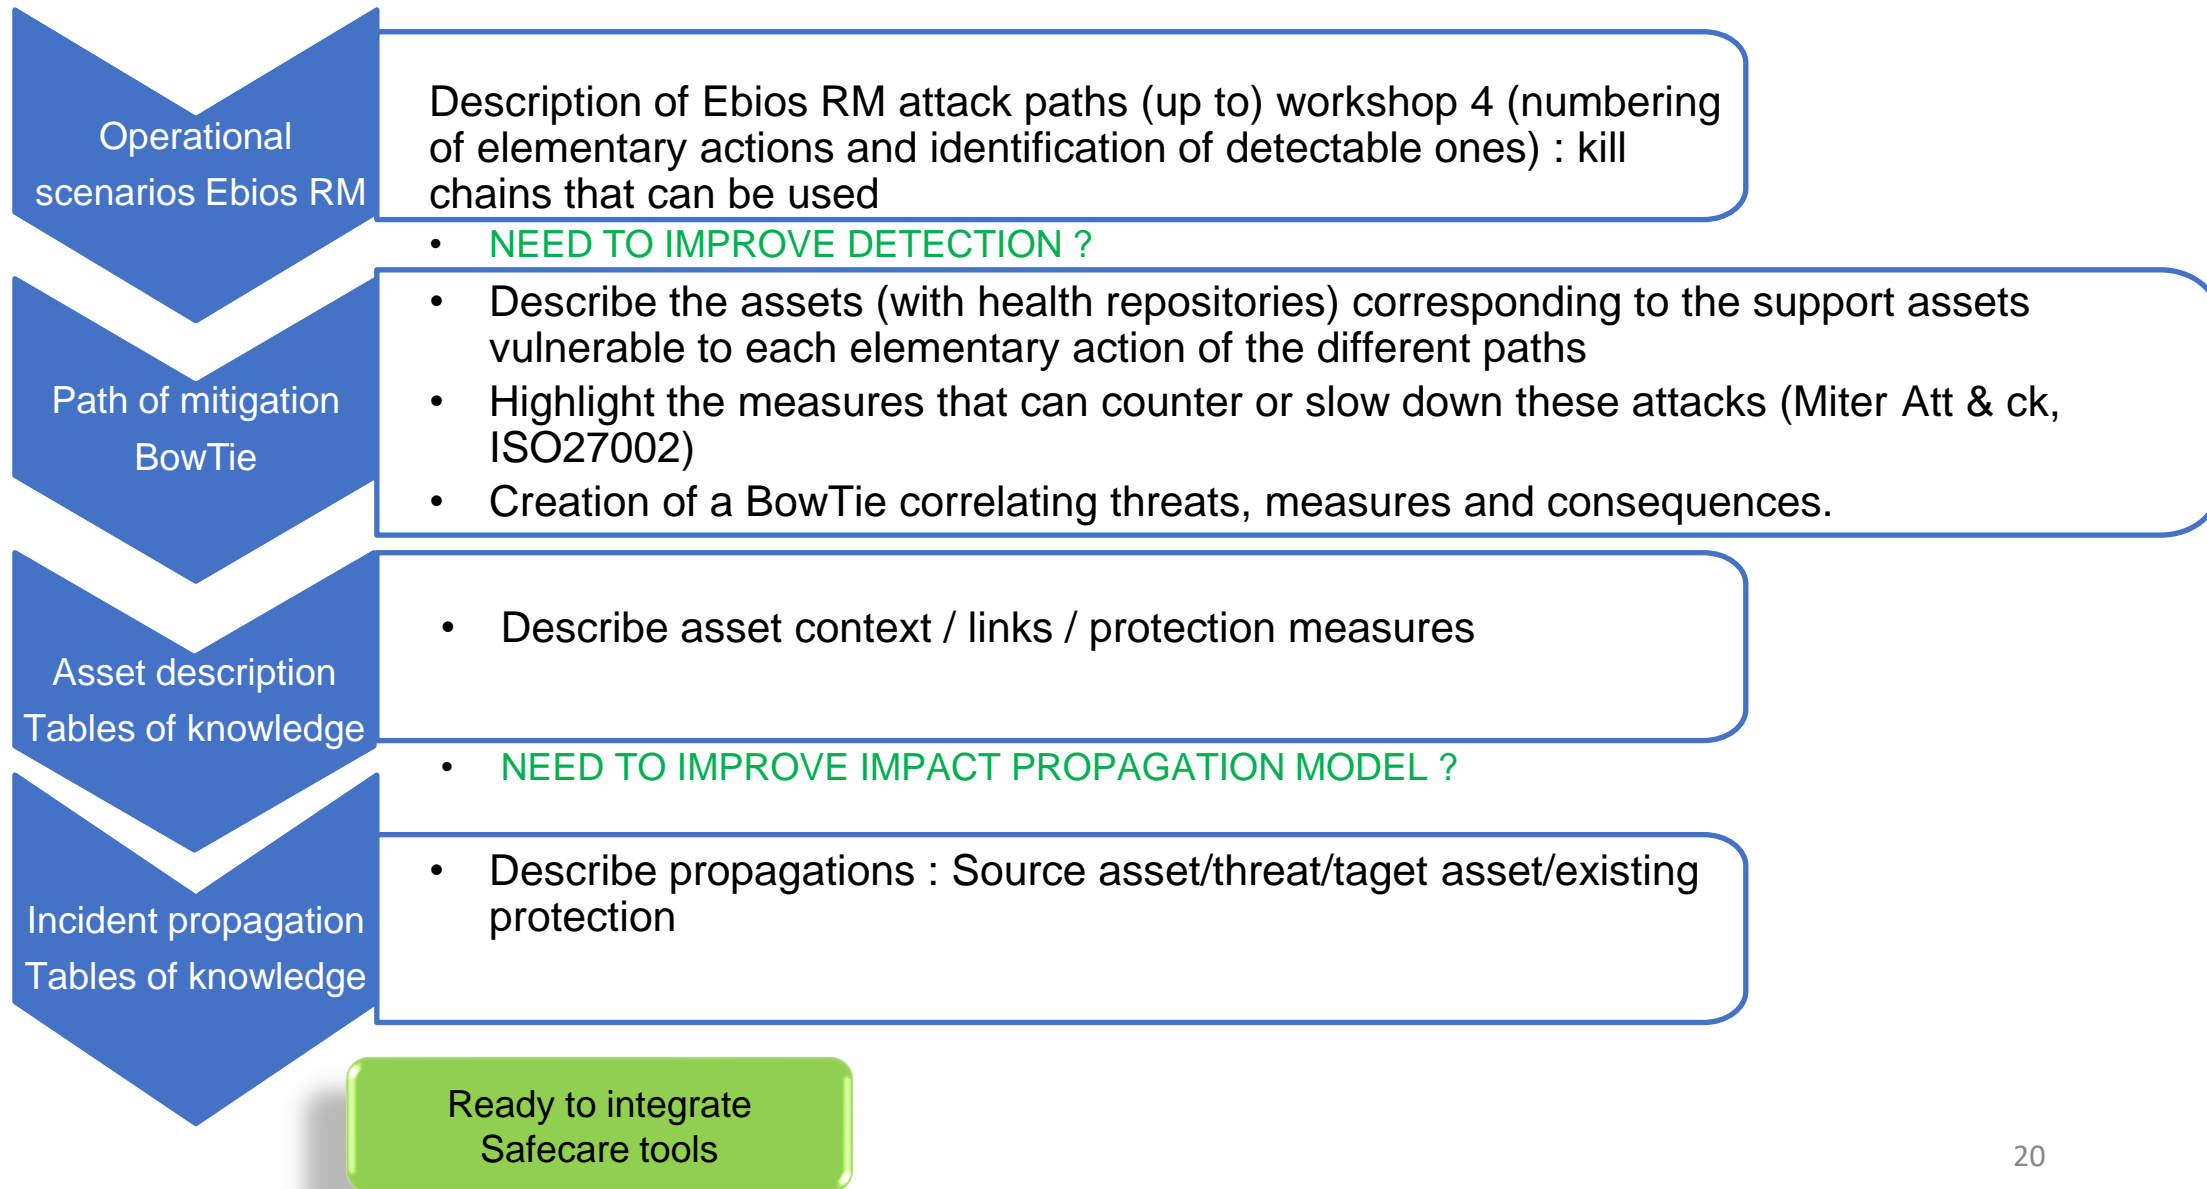 Operational
scenarios Ebios RM
Description of Ebios RM attack paths (up to) workshop 4 (numbering
of elementary actions and identification of detectable ones) : kill
chains that can be used
• NEED TO IMPROVE DETECTION ?
Path of mitigation
BowTie
• Describe the assets (with health repositories) corresponding to the support assets
vulnerable to each elementary action of the different paths
• Highlight the measures that can counter or slow down these attacks (Miter Att & ck,
ISO27002)
• Creation of a BowTie correlating threats, measures and consequences.
Asset description
Tables of knowledge
• Describe asset context / links / protection measures
• NEED TO IMPROVE IMPACT PROPAGATION MODEL ?
Incident propagation
Tables of knowledge
• Describe propagations : Source asset/threat/taget asset/existing
protection
Ready to integrate
Safecare tools
20